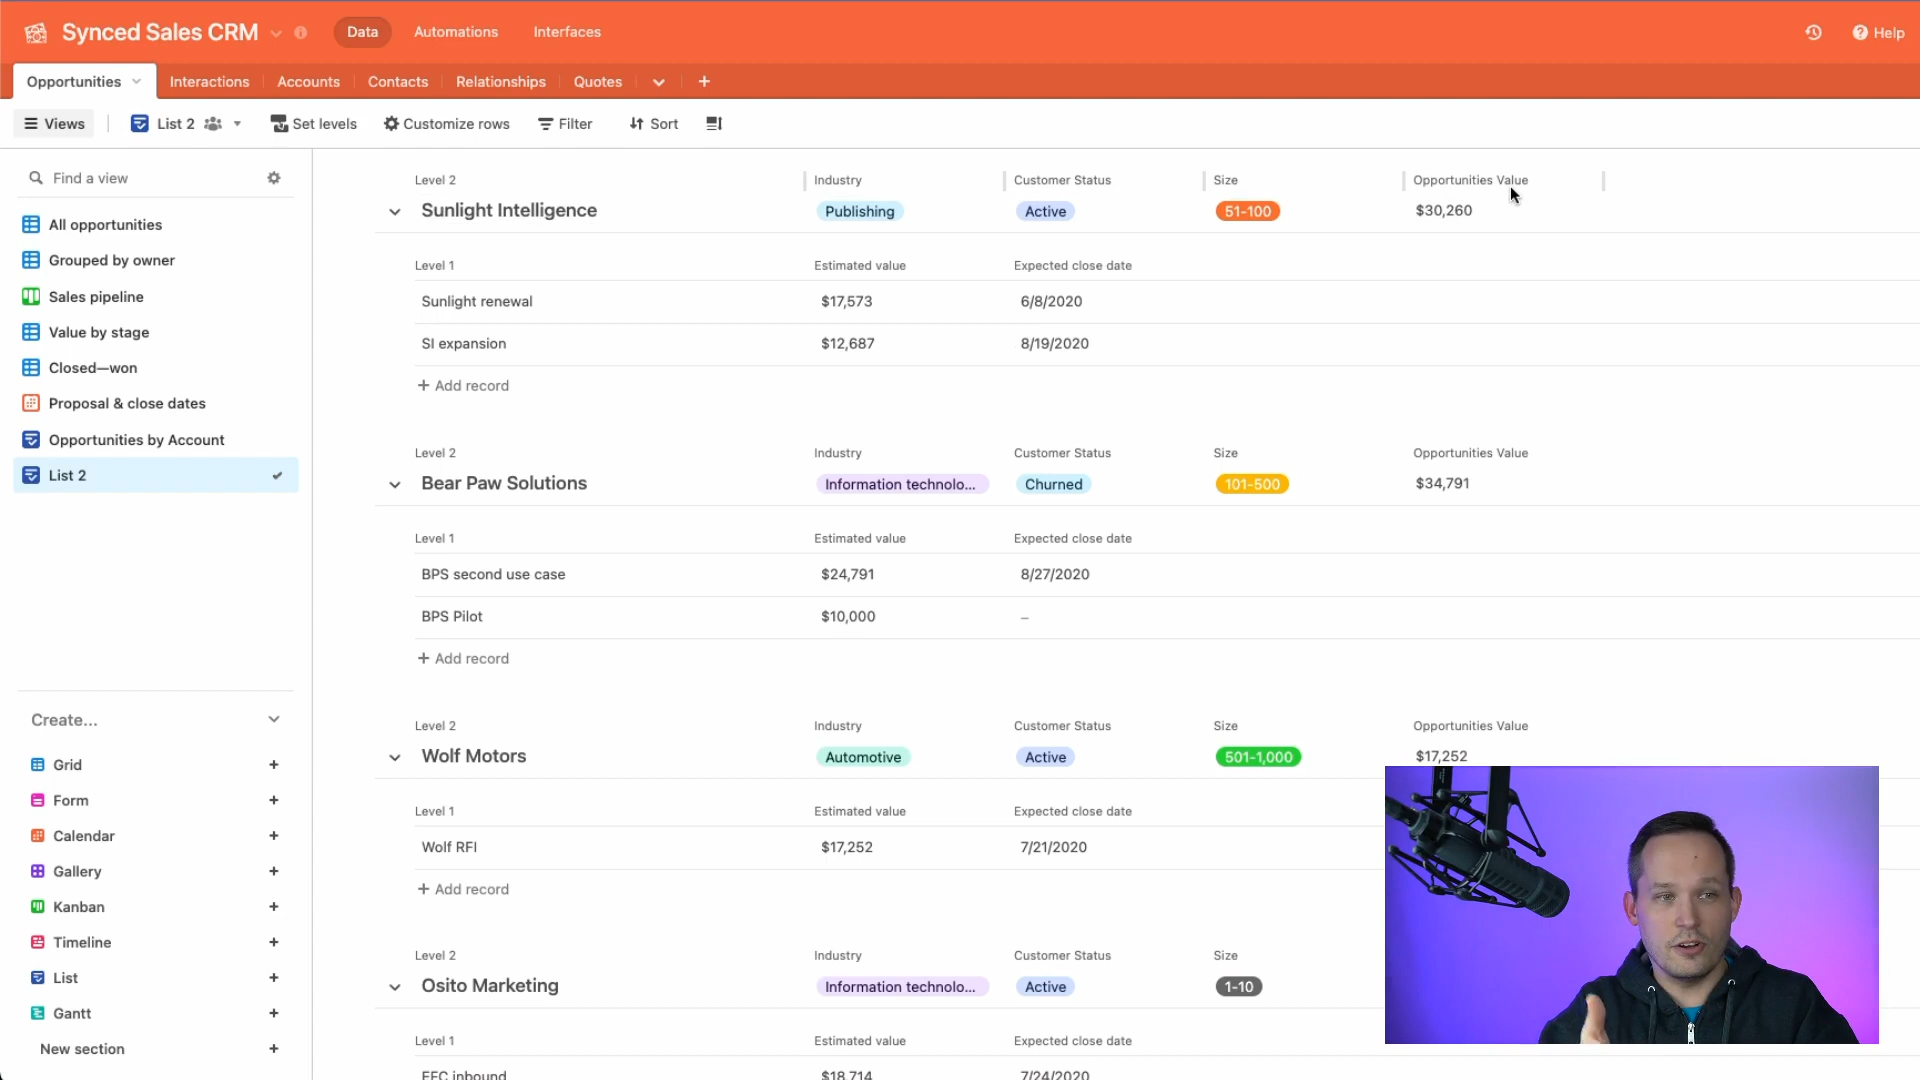 Synced Sales CRM
Data
Automations
Interfaces
Help
Opportunities
Interactions
Accounts
Contacts
Relationships
Quotes
Views
List 2
Set levels
Customize rows
Filter
Sort
Find a view
All opportunities
Grouped by owner
Sales pipeline
Value by stage
Closed—won
Proposal & close dates
Opportunities by Account
List 2
Create...
Grid
Form
Calendar
Gallery
Kanban
Timeline
List
Gantt
New section
Level 2 Industry Customer Status Size Opportunities Value
Sunlight Intelligence Publishing Active 51-100 $30,260
Level 1 Estimated value Expected close date
Sunlight renewal $17,573 6/8/2020
SI expansion $12,687 8/19/2020
+ Add record
Level 2 Industry Customer Status Size Opportunities Value
Bear Paw Solutions Information technolo... Churned 101-500 $34,791
Level 1 Estimated value Expected close date
BPS second use case $24,791 8/27/2020
BPS Pilot $10,000 –
+ Add record
Level 2 Industry Customer Status Size Opportunities Value
Wolf Motors Automotive Active 501-1,000 $17,252
Level 1 Estimated value Expected close date
Wolf RFI $17,252 7/21/2020
+ Add record
Level 2 Industry Customer Status Size
Osito Marketing Information technolo... Active 1-10
Level 1 Estimated value Expected close date
EFC inbound $18,714 7/24/2020